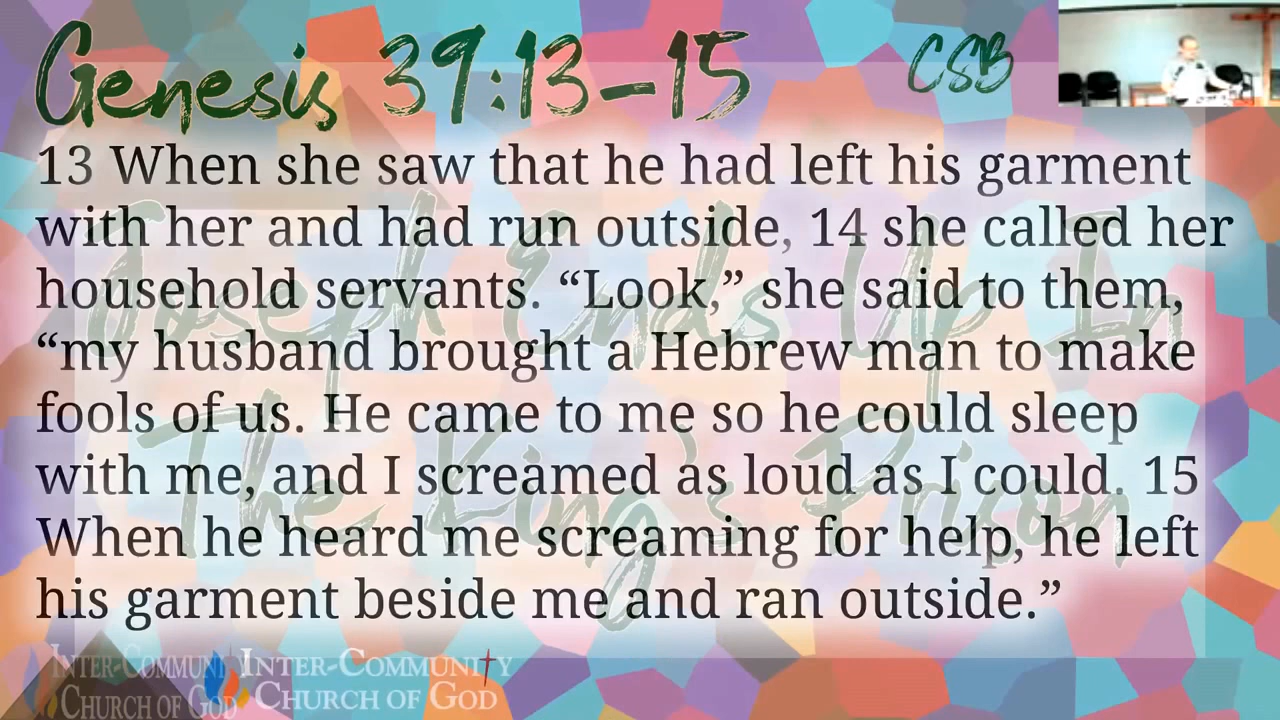 Genesis 39:13-15
CSB
13 When she saw that he had left his garment
with her and had run outside, 14 she called her
household servants. “Look,” she said to them,
“my husband brought a Hebrew man to make
fools of us. He came to me so he could sleep
with me, and I screamed as loud as I could. 15
When he heard me screaming for help, he left
his garment beside me and ran outside.”
Joseph Ends Up In
The King's Prison
Inter-Communi
Church of God
Inter-Community
Church of God